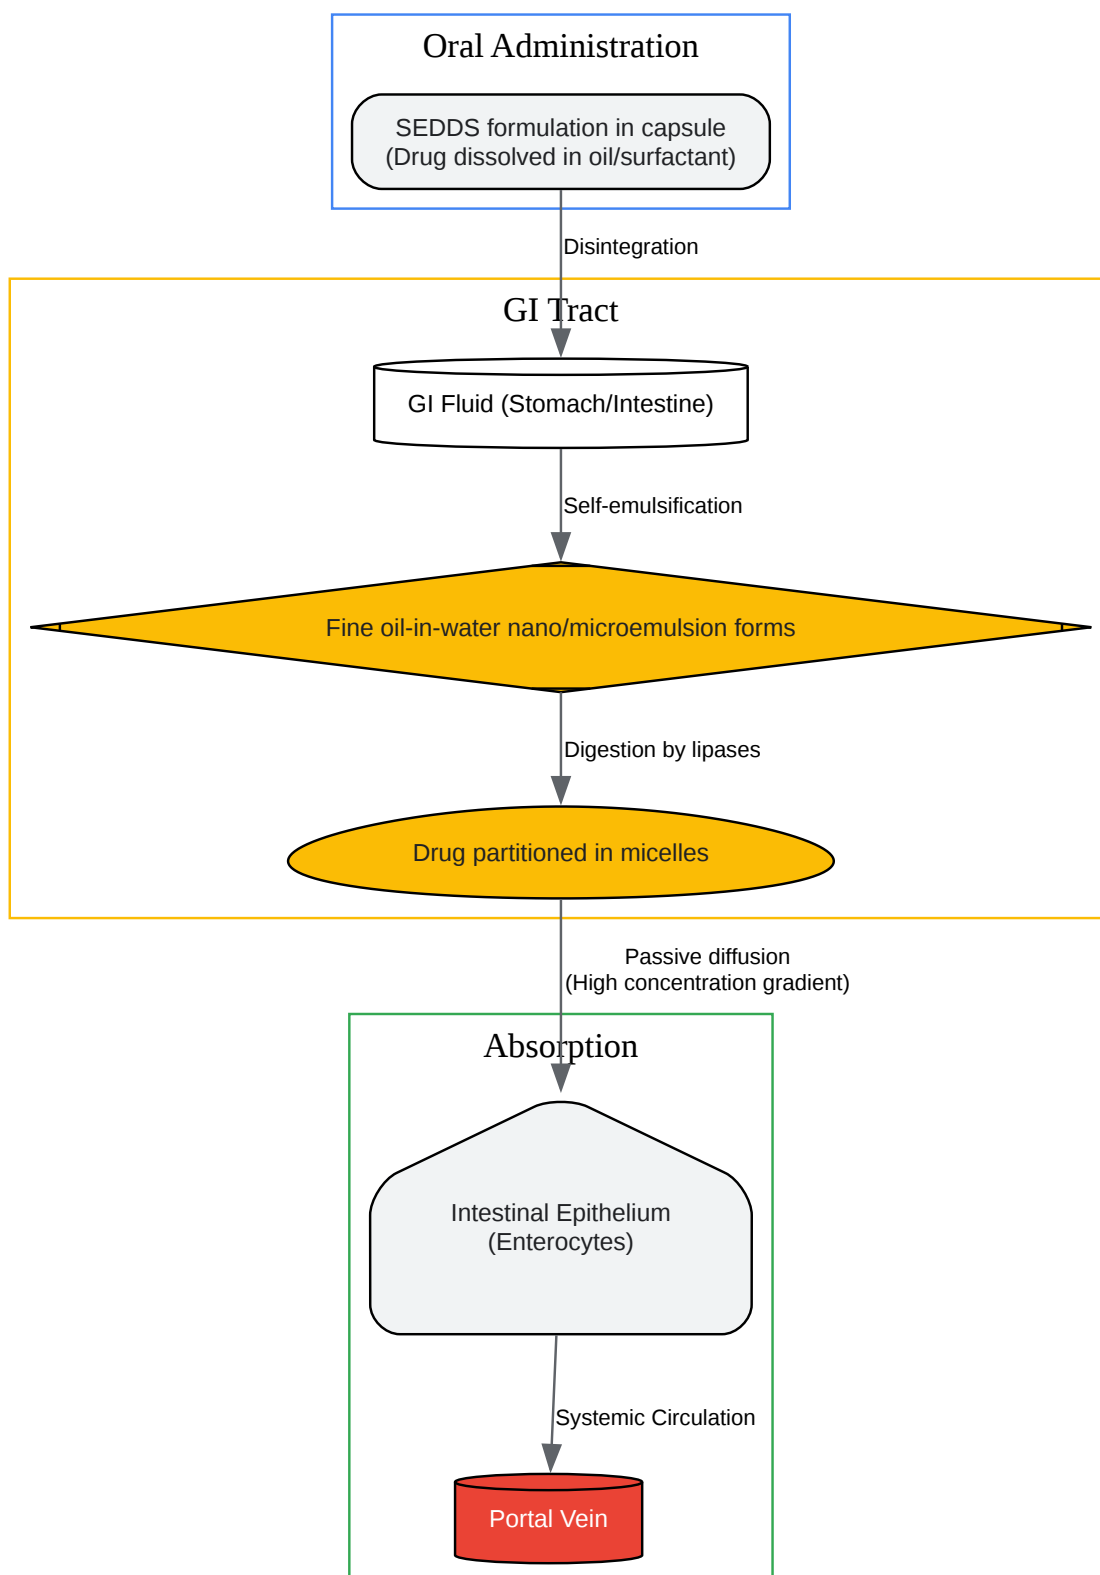 Oral Administration
SEDDS formulation in capsule
(Drug dissolved in oil/surfactant)
Disintegration
GI Tract
GI Fluid (Stomach/Intestine)
Self-emulsification
Fine oil-in-water nano/microemulsion forms
Digestion by lipases
Drug partitioned in micelles
Passive diffusion
(High concentration gradient)
Absorption
Intestinal Epithelium
(Enterocytes)
Systemic Circulation
Portal Vein